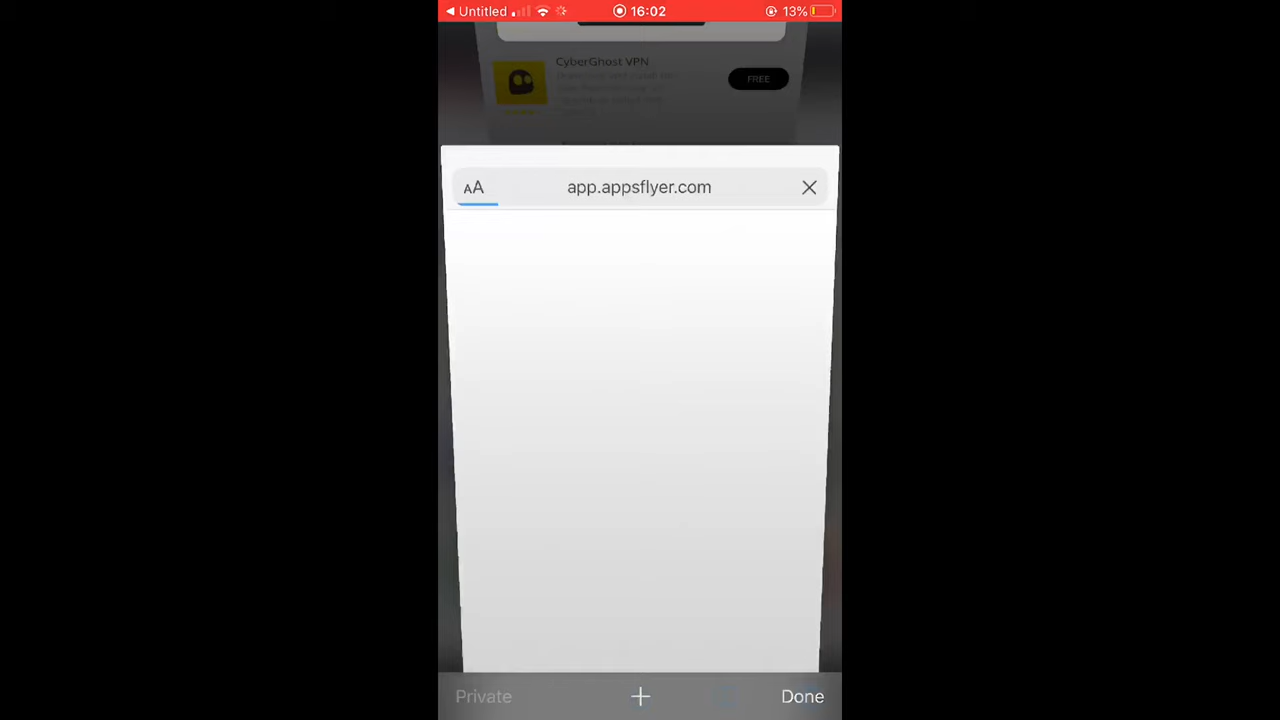 Untitled
16:02
13%
CyberGhost VPN
FREE
AA
app.appsflyer.com
Private
Done